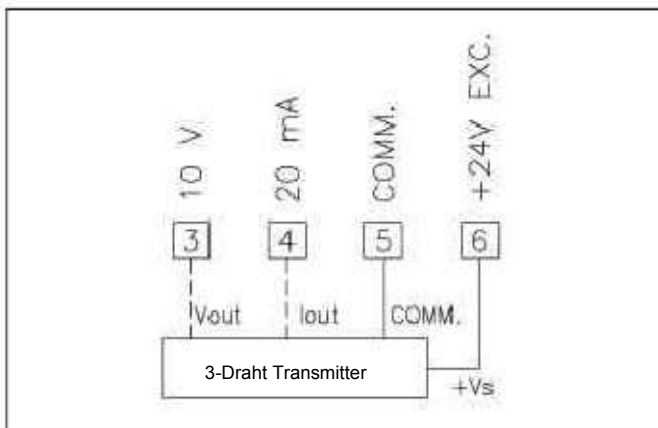 10 V.
20 mA
COMM.
+24V EXC.
3
4
5
6
Vout
Iout
COMM.
3-Draht Transmitter
+Vs